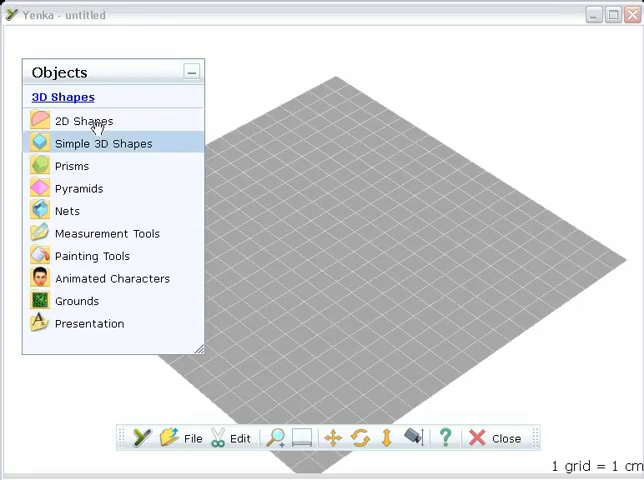 Yenka - untitled
Objects
3D Shapes
2D Shapes
Simple 3D Shapes
Prisms
Pyramids
Nets
Measurement Tools
Painting Tools
Animated Characters
Grounds
Presentation
File Edit ? Close
1 grid = 1 cm